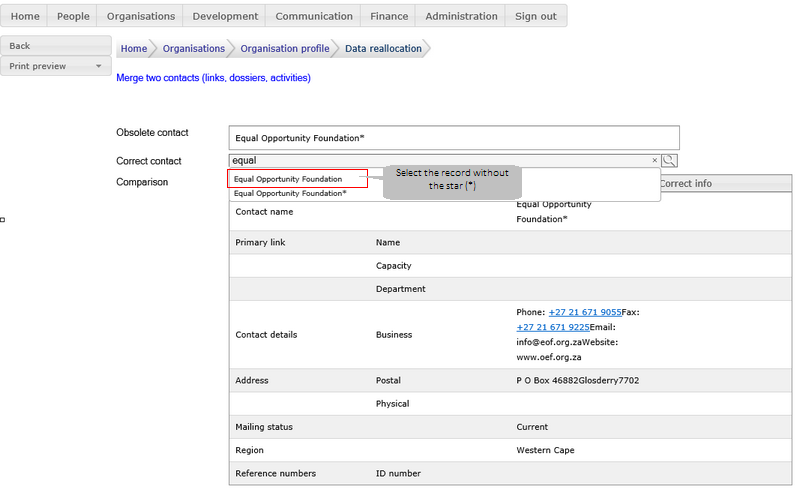 Home People Organisations Development Communication Finance Administration Sign out
Back
Print preview
Home Organisations Organisation profile Data reallocation
Merge two contacts (links, dossiers, activities)
Obsolete contact Equal Opportunity Foundation*
Correct contact equal ×
Comparison Equal Opportunity Foundation
Equal Opportunity Foundation*
Select the record without
the star (*)
Correct info
Contact name Equal Opportunity
Foundation*
Primary link Name
Capacity
Department
Contact details Business Phone: +27 21 671 9055Fax:
+27 21 671 9225Email:
info@eof.org.zaWebsite:
www.oef.org.za
Address Postal P O Box 46882Glosderry7702
Physical
Mailing status Current
Region Western Cape
Reference numbers ID number